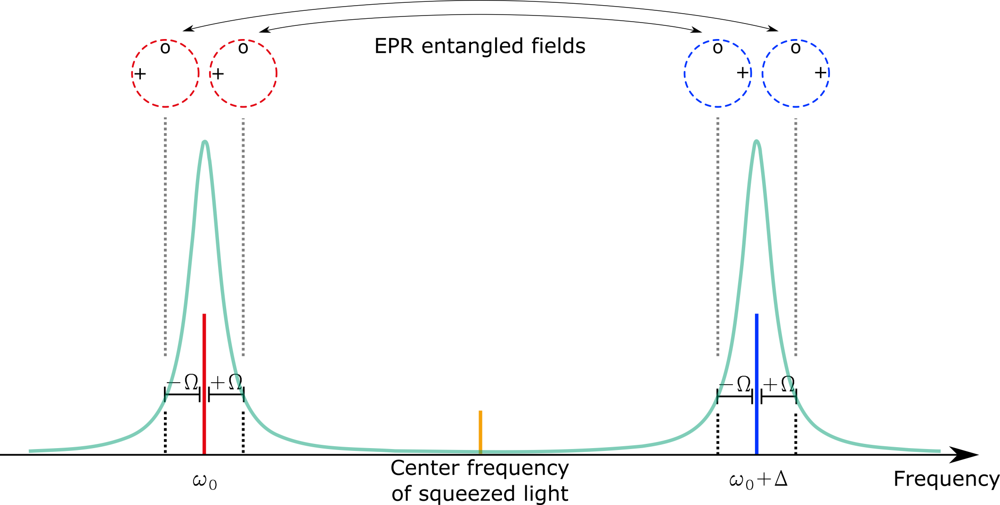 o o o o
EPR entangled fields
+ + + +
−Ω +Ω −Ω +Ω
Center frequency
of squeezed light
ω₀ ω₀+Δ Frequency